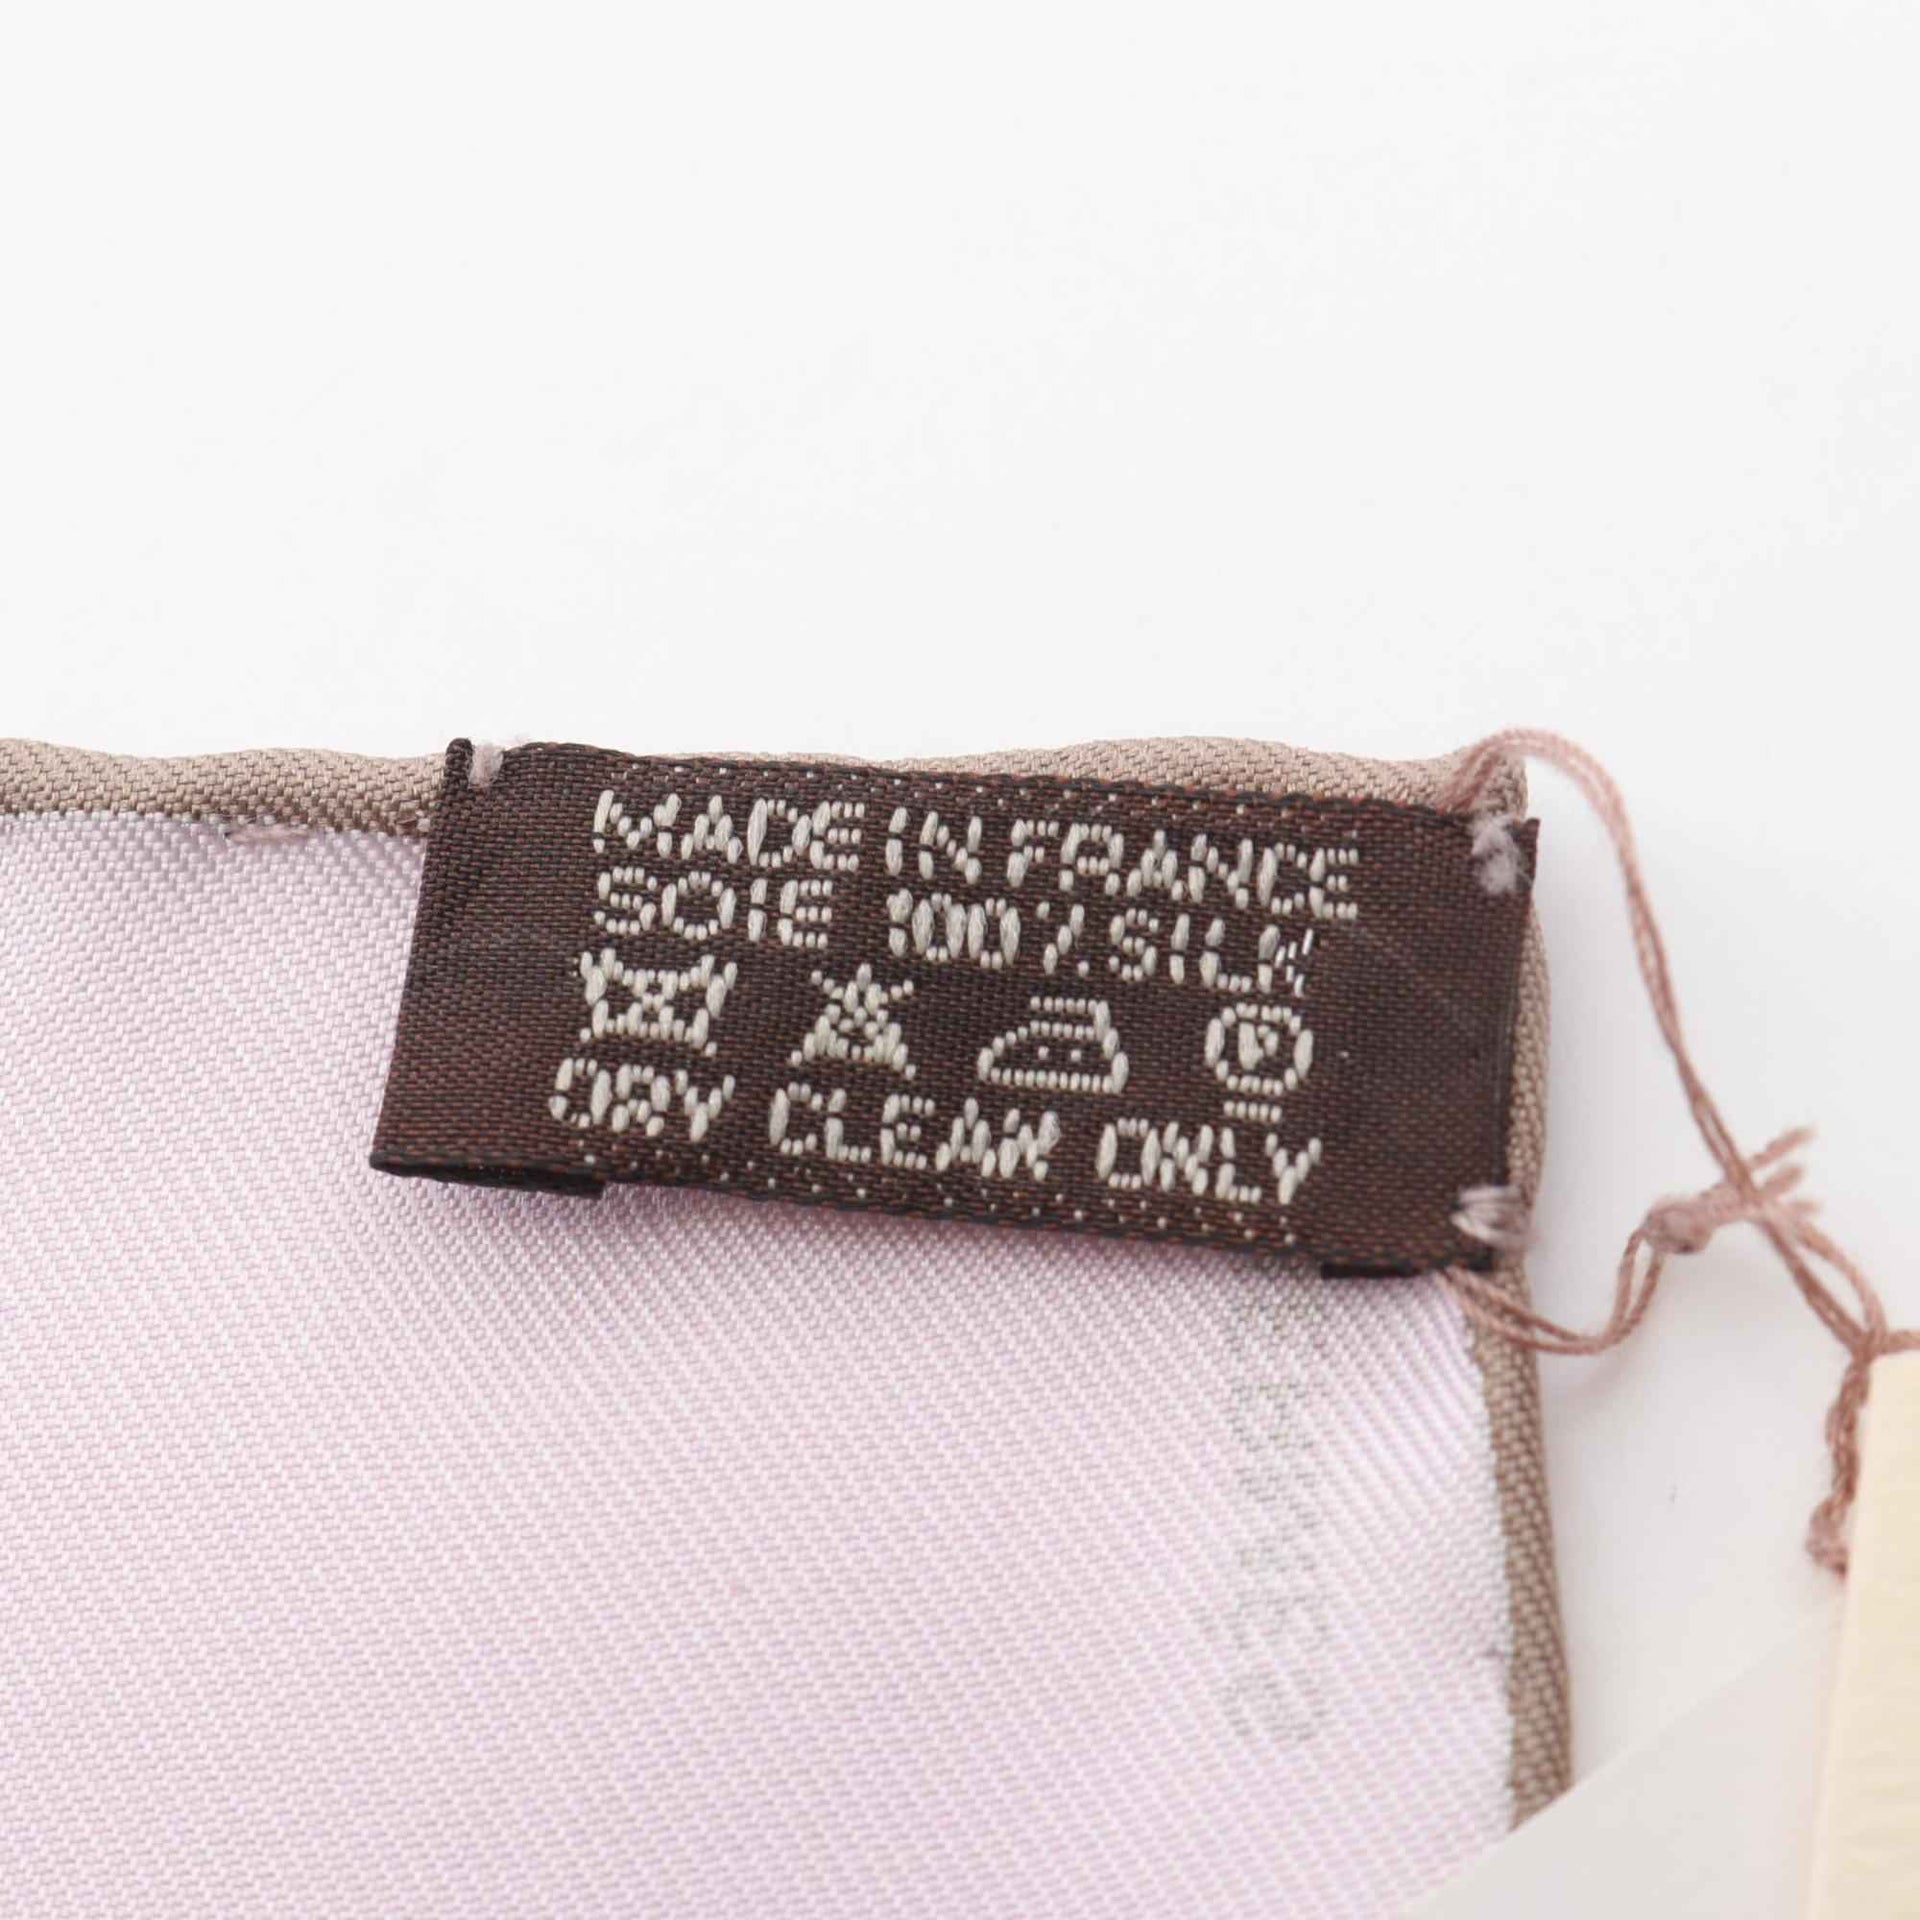 MADE IN FRANCE
SOIE 100% SILK
P
DRY CLEAN ONLY